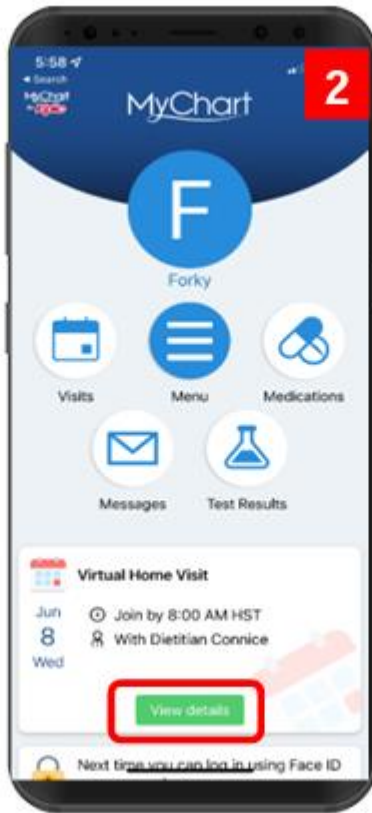 5:58
Search
2
MyChart
by Epic
MyChart
F
Forky
Visits
Menu
Medications
Messages
Test Results
Virtual Home Visit
Jun
8
Wed
Join by 8:00 AM HST
With Dietitian Connice
View details
Next time you can log in using Face ID